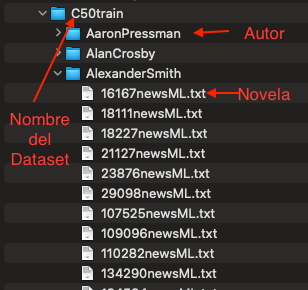 C50train
AaronPressman
Autor
AlanCrosby
AlexanderSmith
16167newsML.txt
Novela
18111newsML.txt
Nombre
del
Dataset
18227newsML.txt
21127newsML.txt
23876newsML.txt
29098newsML.txt
107525newsML.txt
109096newsML.txt
110282newsML.txt
134290newsML.txt